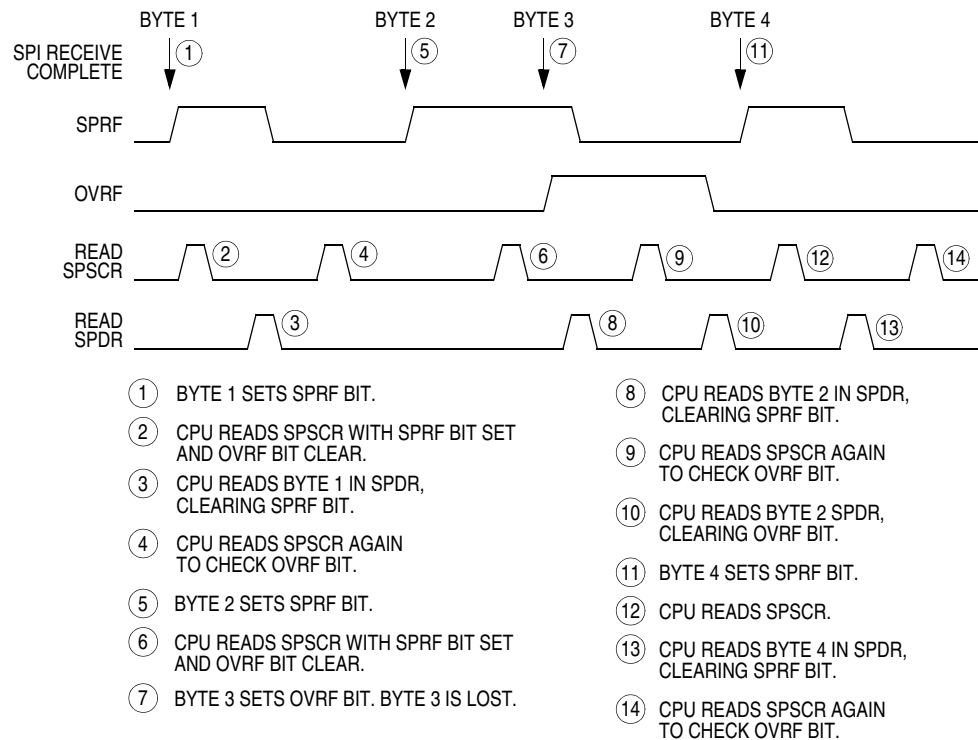 BYTE 1 BYTE 2 BYTE 3 BYTE 4
SPI RECEIVE
COMPLETE
1 5 7 11
SPRF
OVRF
READ
SPSCR
2 4 6 9 12 14
READ
SPDR
3 8 10 13
1 BYTE 1 SETS SPRF BIT.
2 CPU READS SPSCR WITH SPRF BIT SET
AND OVRF BIT CLEAR.
3 CPU READS BYTE 1 IN SPDR,
CLEARING SPRF BIT.
4 CPU READS SPSCR AGAIN
TO CHECK OVRF BIT.
5 BYTE 2 SETS SPRF BIT.
6 CPU READS SPSCR WITH SPRF BIT SET
AND OVRF BIT CLEAR.
7 BYTE 3 SETS OVRF BIT. BYTE 3 IS LOST.
8 CPU READS BYTE 2 IN SPDR,
CLEARING SPRF BIT.
9 CPU READS SPSCR AGAIN
TO CHECK OVRF BIT.
10 CPU READS BYTE 2 SPDR,
CLEARING OVRF BIT.
11 BYTE 4 SETS SPRF BIT.
12 CPU READS SPSCR.
13 CPU READS BYTE 4 IN SPDR,
CLEARING SPRF BIT.
14 CPU READS SPSCR AGAIN
TO CHECK OVRF BIT.